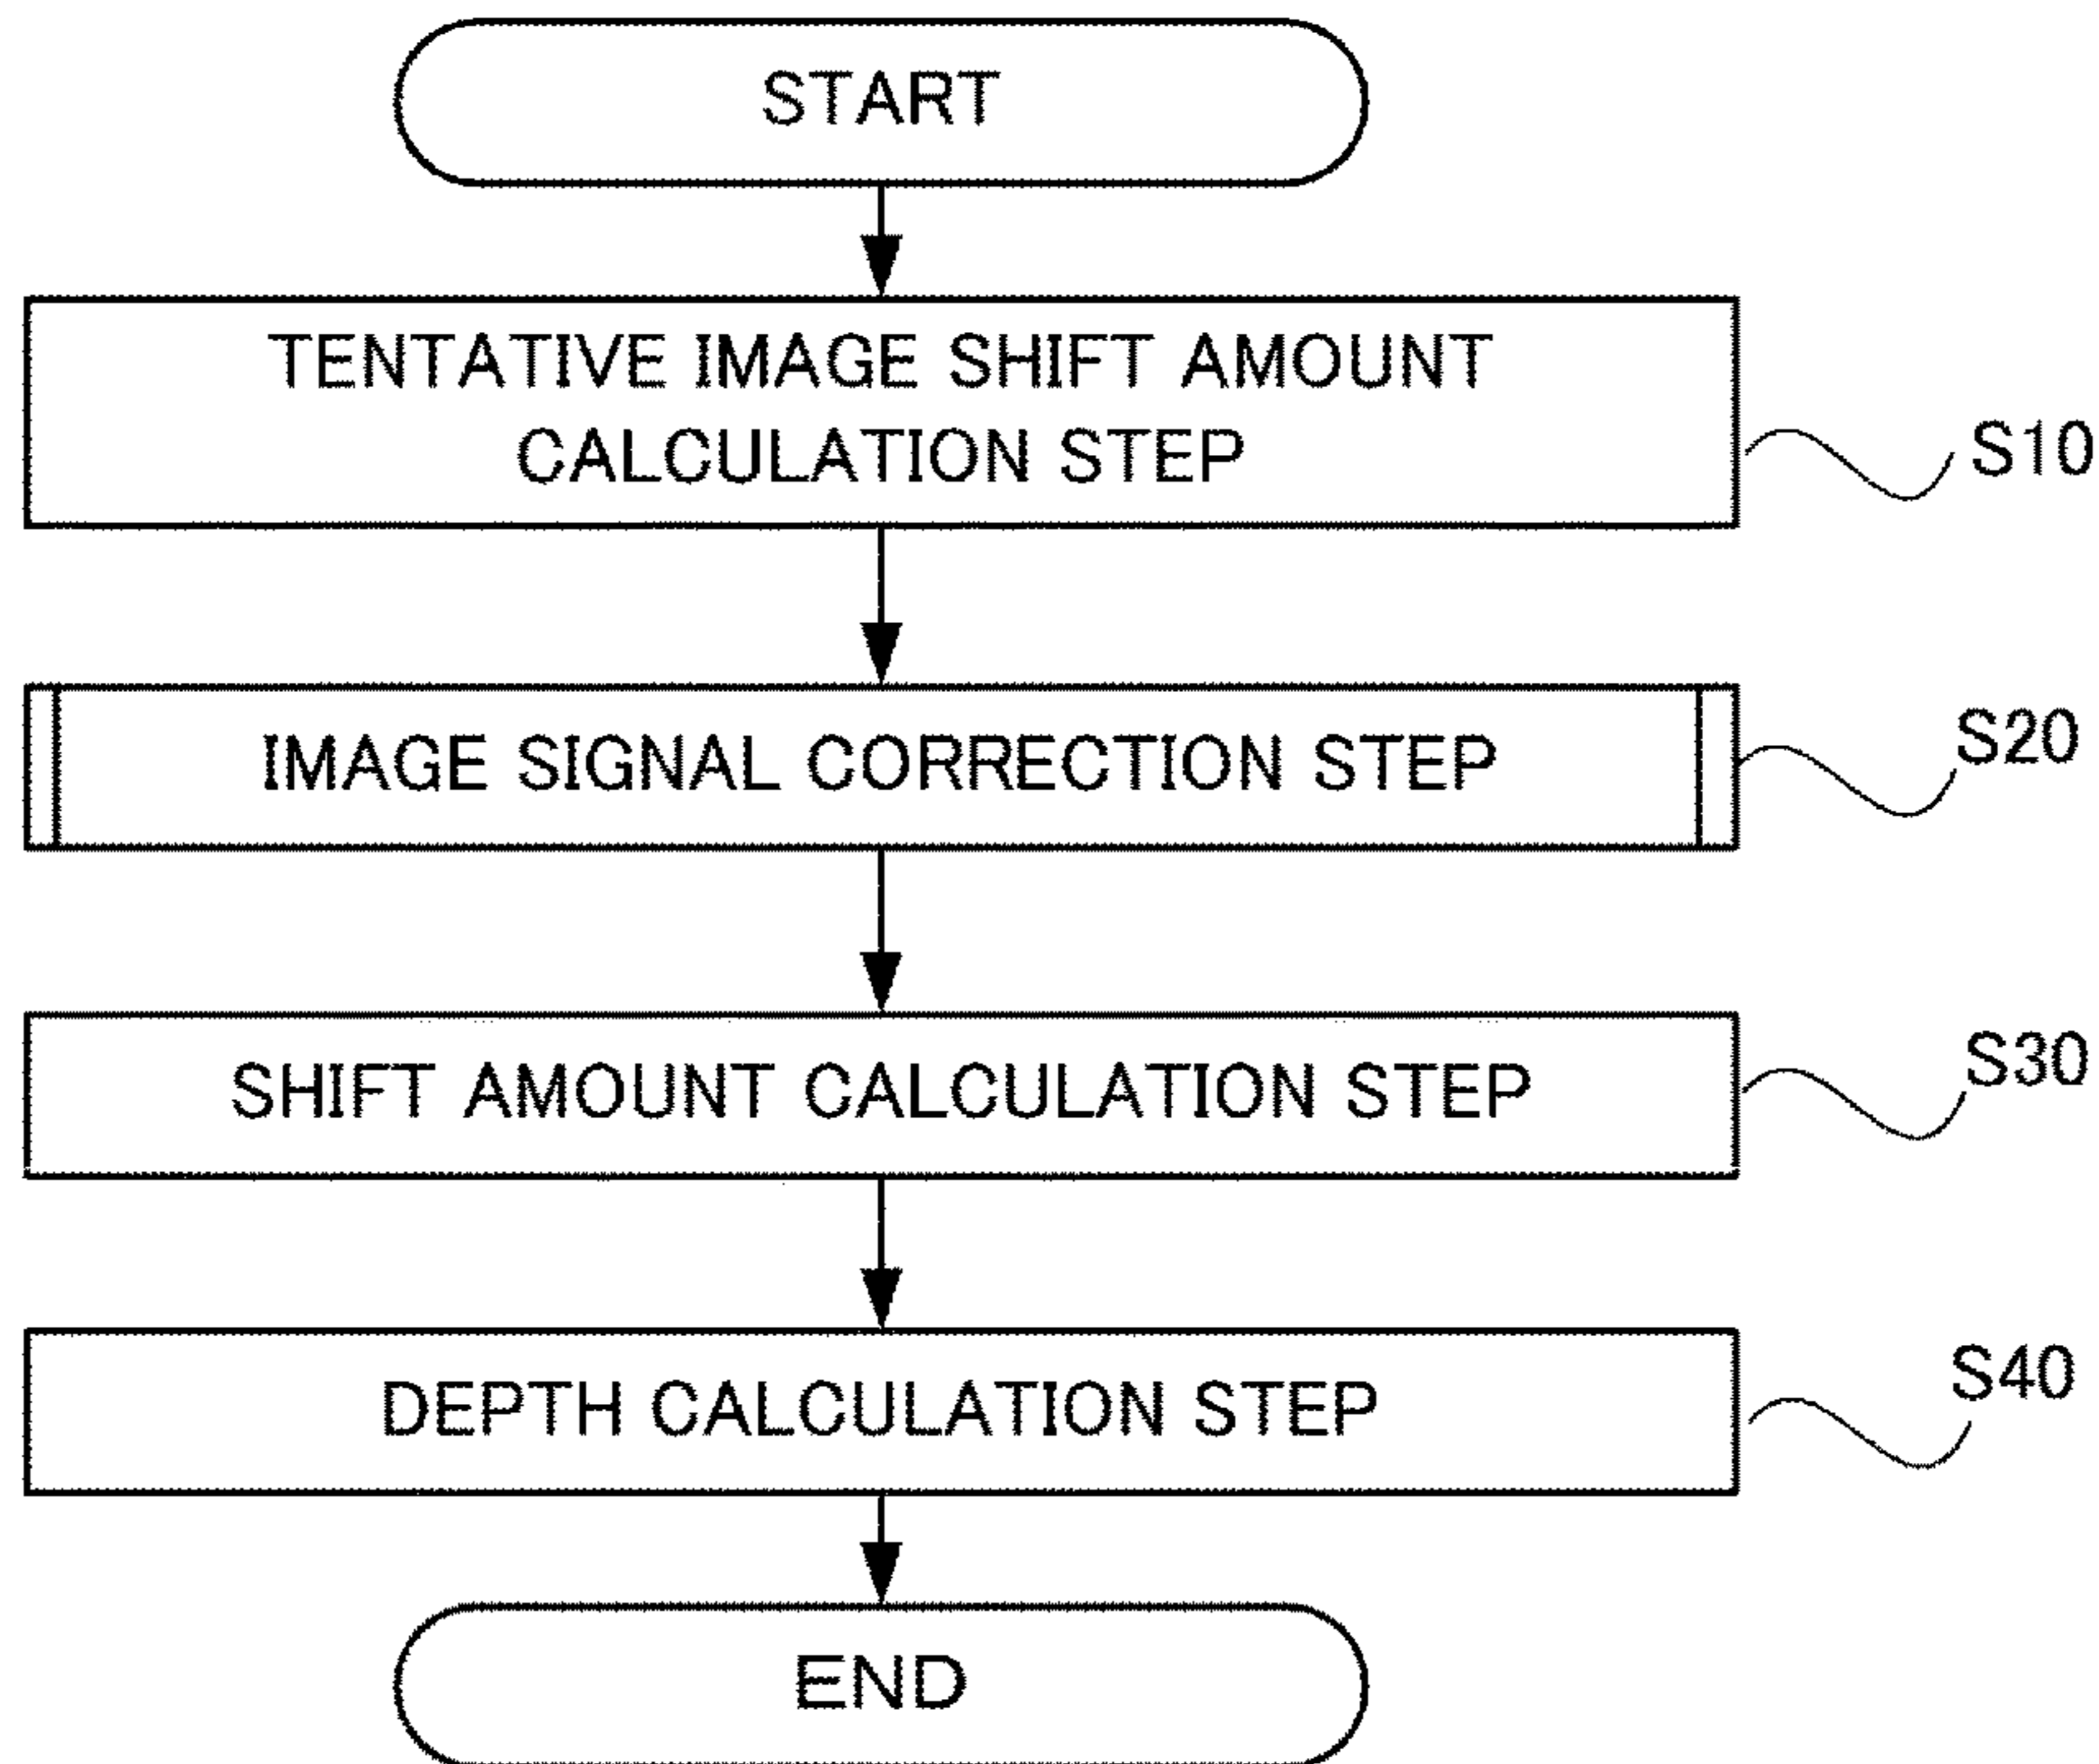 START
TENTATIVE IMAGE SHIFT AMOUNT
CALCULATION STEP
S10
IMAGE SIGNAL CORRECTION STEP
S20
SHIFT AMOUNT CALCULATION STEP
S30
DEPTH CALCULATION STEP
S40
END